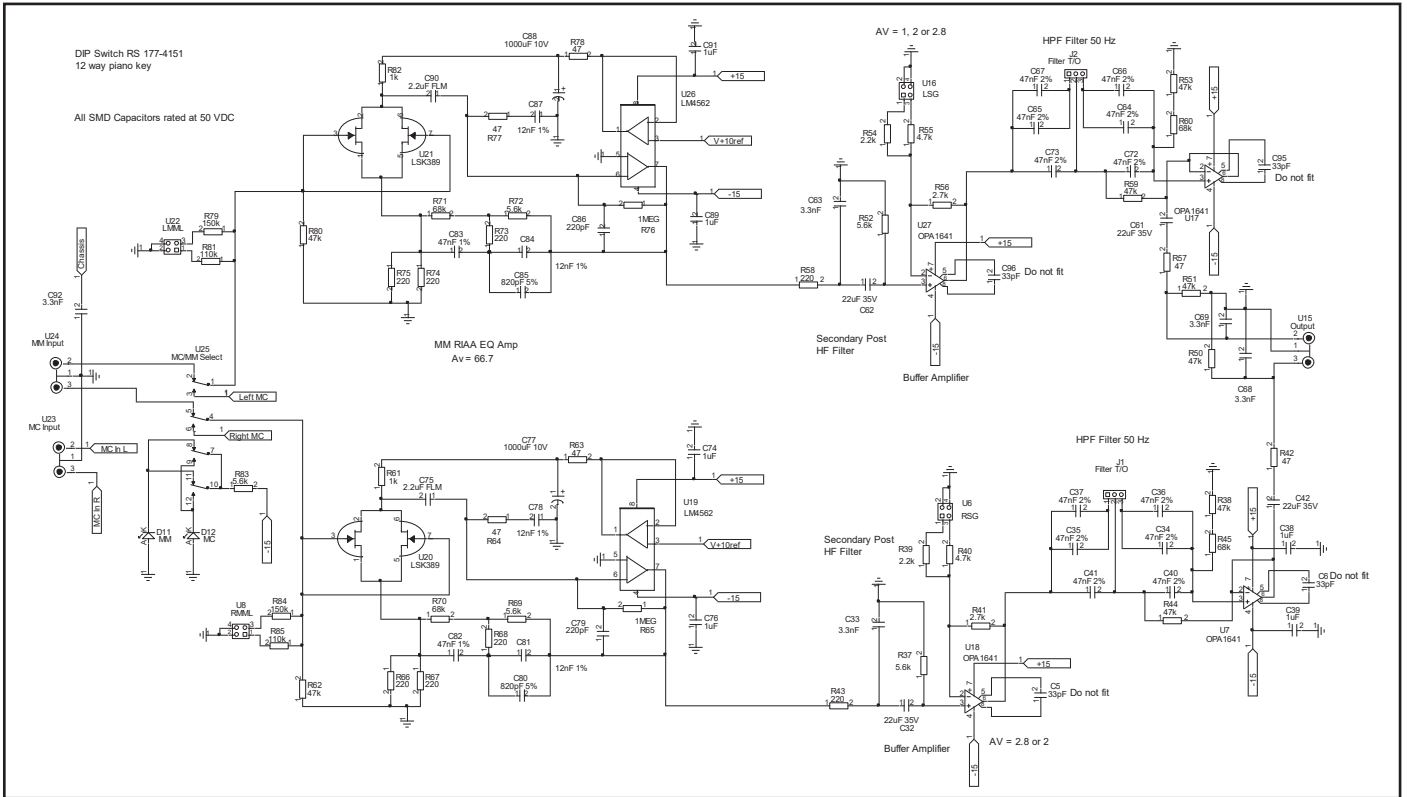 DIP Switch RS 177-4151
12 way piano key
All SMD Capacitors rated at 50 VDC
C88
1000uF 10V
R78
47
C91
1uF
+15
R82
1k
C90
2.2uF FLM
47
R77
C87
12nF 1%
U26
LM4562
V+10ref
-15
U21
LSK389
C89
1uF
1MEG
R76
C86
220pF
R71
68k
R72
5.6k
R73
220
C83
47nF 1%
C84
12nF 1%
C85
820pF 5%
R75
220
R74
220
R80
47k
U22
LMML
R79
150k
R81
110k
Chassis
C92
3.3nF
U24
MM Input
U25
MC/MM Select
Left MC
Right MC
U23
MC Input
MC In L
MC In R
R83
5.6k
-15
D11
MM
D12
MC
MM RIAA EQ Amp
Av = 66.7
AV = 1, 2 or 2.8
U16
LSG
R54
2.2k
R55
4.7k
R56
2.7k
C63
3.3nF
R52
5.6k
R58
220
22uF 35V
C62
U27
OPA1641
+15
C96
33pF
Do not fit
-15
Secondary Post
HF Filter
Buffer Amplifier
HPF Filter 50 Hz
J2
Filter T/O
C67
47nF 2%
C66
47nF 2%
C65
47nF 2%
C64
47nF 2%
C73
47nF 2%
C72
47nF 2%
R53
47k
R60
68k
R59
47k
+15
C95
33pF
Do not fit
OPA1641
U17
-15
C61
22uF 35V
R57
47
R51
47k
C69
3.3nF
R50
47k
C68
3.3nF
U15
Output
C77
1000uF 10V
R63
47
C74
1uF
+15
R61
1k
C75
2.2uF FLM
47
R64
C78
12nF 1%
U19
LM4562
V+10ref
-15
U20
LSK389
C76
1uF
1MEG
R65
C79
220pF
R70
68k
R69
5.6k
R68
220
C82
47nF 1%
C81
12nF 1%
C80
820pF 5%
R66
220
R67
220
U8
RMML
R84
150k
R85
110k
R62
47k
Secondary Post
HF Filter
U6
RSG
R39
2.2k
R40
4.7k
R41
2.7k
C33
3.3nF
R37
5.6k
R43
220
22uF 35V
C32
U18
OPA1641
+15
C5
33pF
Do not fit
-15
Buffer Amplifier
AV = 2.8 or 2
HPF Filter 50 Hz
J1
Filter T/O
C37
47nF 2%
C36
47nF 2%
C35
47nF 2%
C34
47nF 2%
C41
47nF 2%
C40
47nF 2%
R38
47k
R45
68k
R44
47k
R42
47
C42
22uF 35V
+15
C38
1uF
C6
33pF
Do not fit
C39
1uF
U7
OPA1641
-15